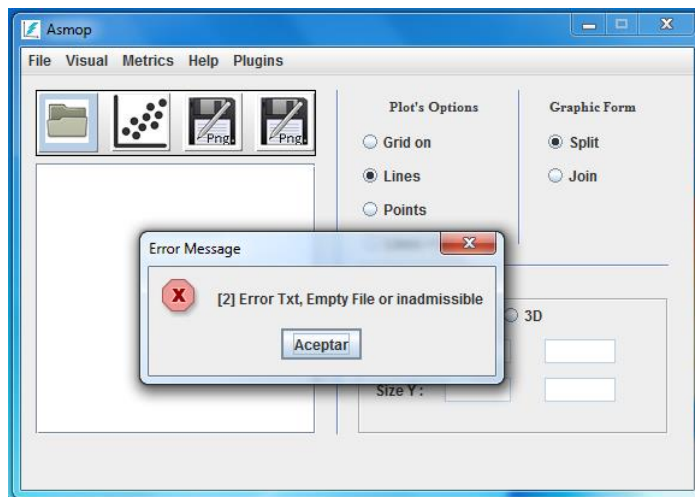 Asmop
File Visual Metrics Help Plugins
Png
Png
Plot's Options
Graphic Form
Grid on
Split
Lines
Join
Points
Error Message
[2] Error Txt, Empty File or inadmissible
Aceptar
3D
Size Y :